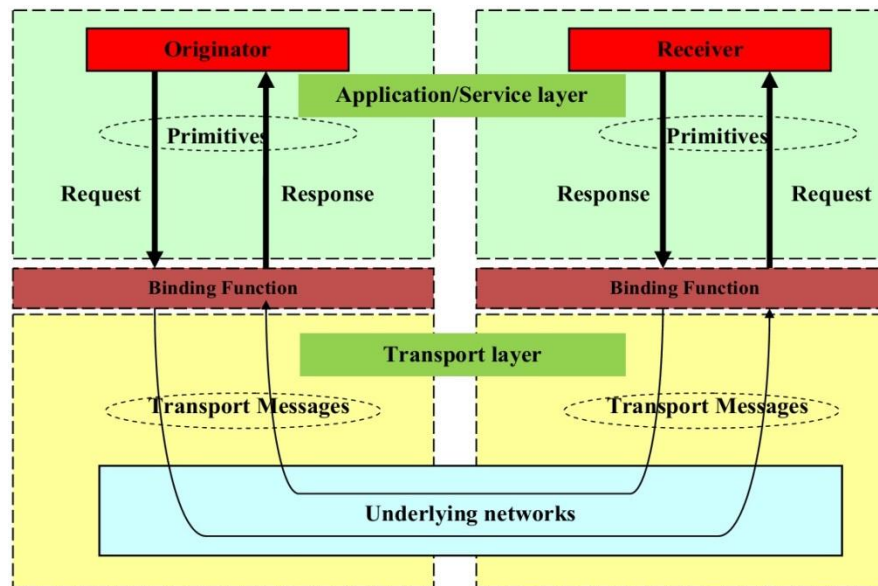 Originator
Receiver
Application/Service layer
Primitives
Primitives
Request
Response
Response
Request
Binding Function
Binding Function
Transport layer
Transport Messages
Transport Messages
Underlying networks